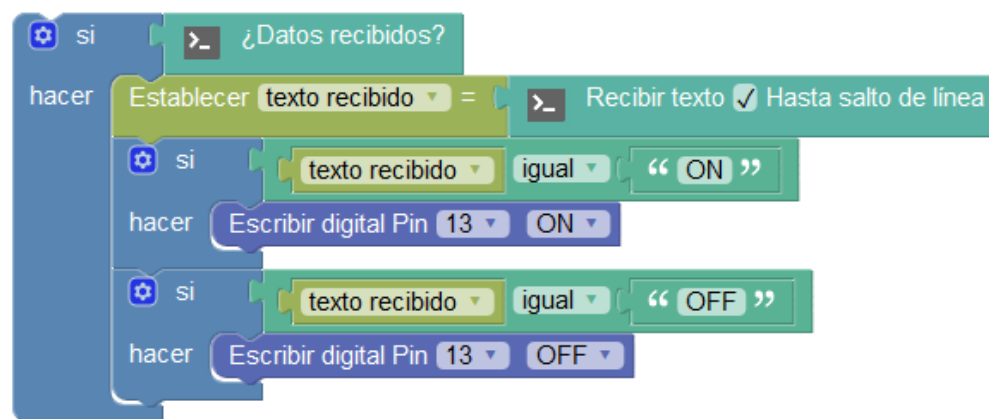 si >_ ¿Datos recibidos?
hacer Establecer texto recibido = >_ Recibir texto ✓ Hasta salto de línea
si texto recibido igual “ ON ”
hacer Escribir digital Pin 13 ON
si texto recibido igual “ OFF ”
hacer Escribir digital Pin 13 OFF